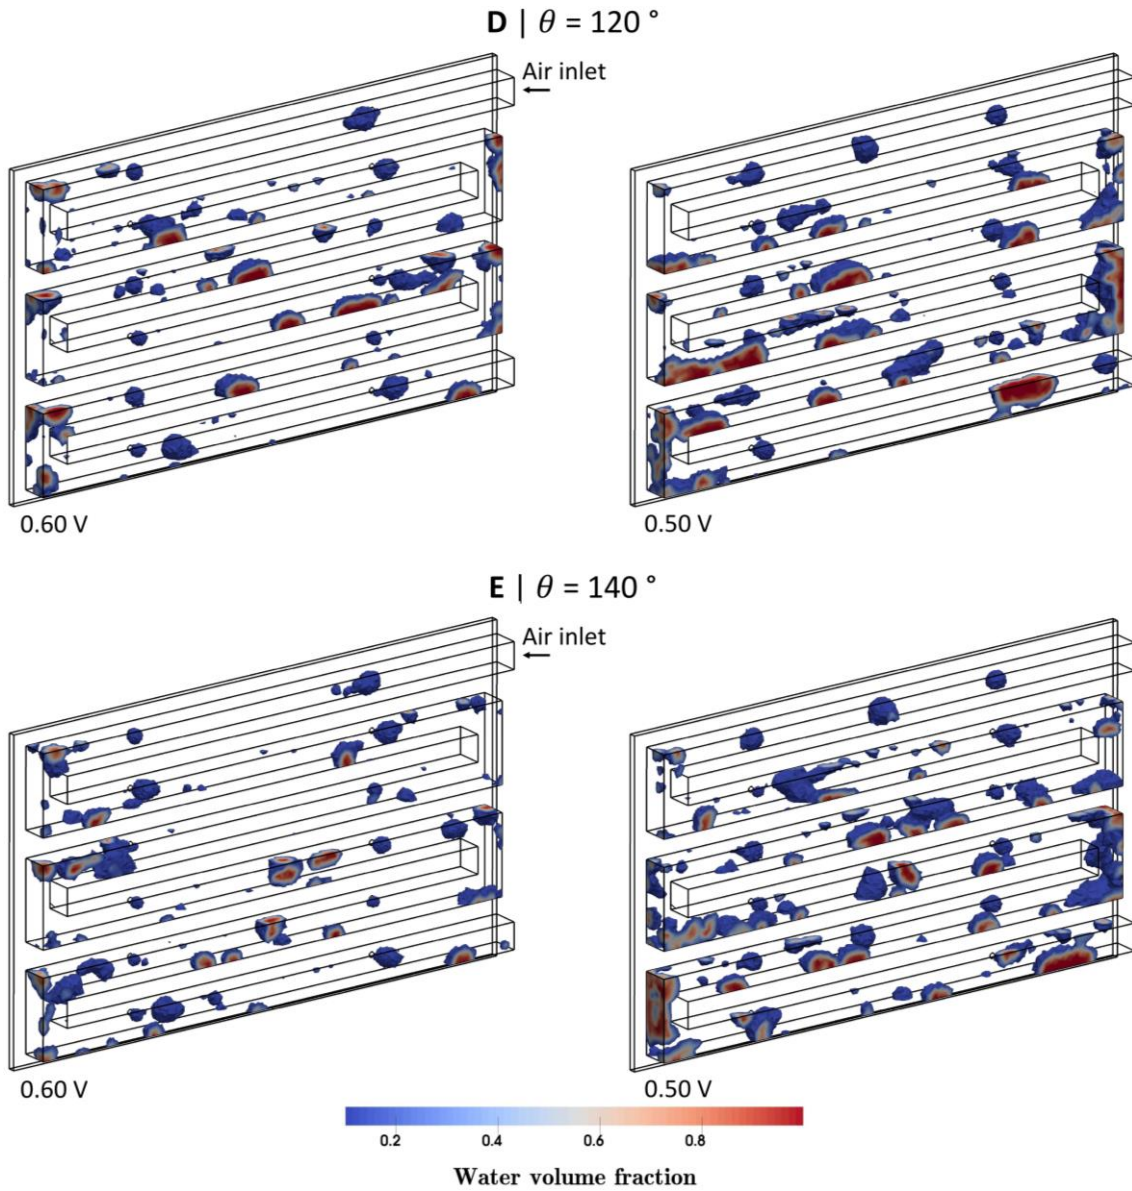 D | θ = 120 °
Air inlet
0.60 V
0.50 V
E | θ = 140 °
Air inlet
0.60 V
0.50 V
0.2 0.4 0.6 0.8
Water volume fraction